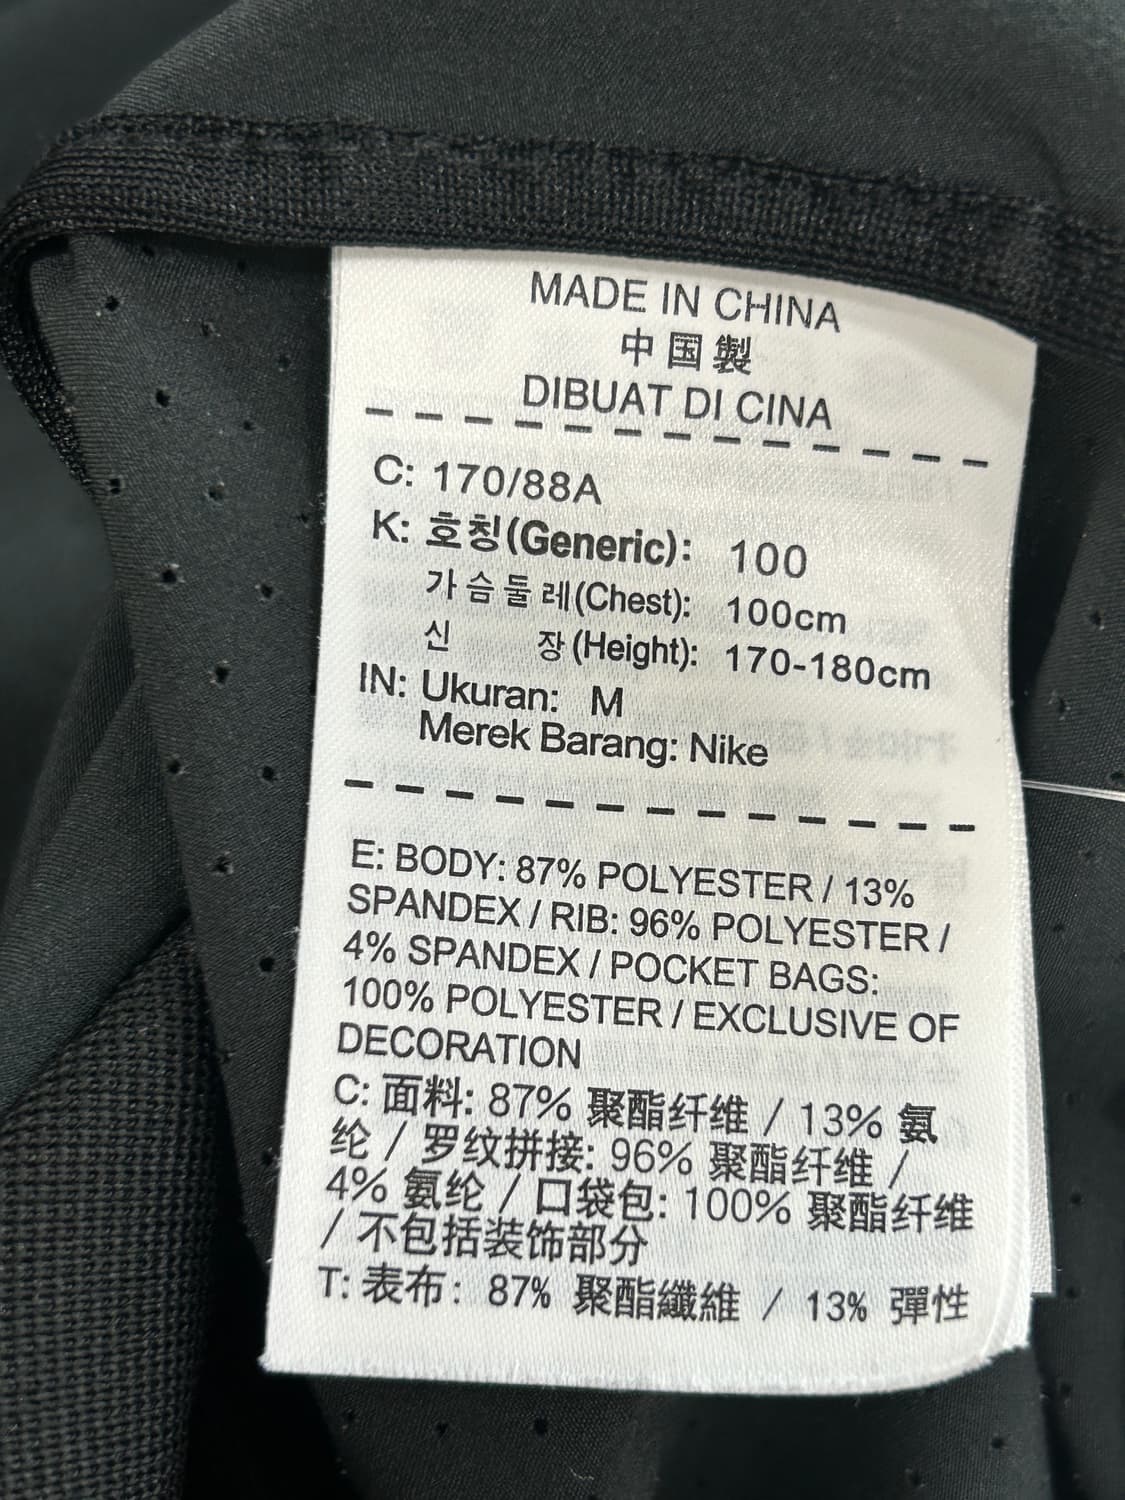 MADE IN CHINA
中国製
DIBUAT DI CINA
C: 170/88A
K: 호칭(Generic): 100
가슴둘레(Chest): 100cm
신 장(Height): 170-180cm
IN: Ukuran: M
Merek Barang: Nike
E: BODY: 87% POLYESTER / 13%
SPANDEX / RIB: 96% POLYESTER /
4% SPANDEX / POCKET BAGS:
100% POLYESTER / EXCLUSIVE OF
DECORATION
C: 面料: 87% 聚酯纤维 / 13% 氨
纶 / 罗纹拼接: 96% 聚酯纤维 /
4% 氨纶 / 口袋包: 100% 聚酯纤维
/ 不包括装饰部分
T: 表布: 87% 聚酯纖維 / 13% 彈性